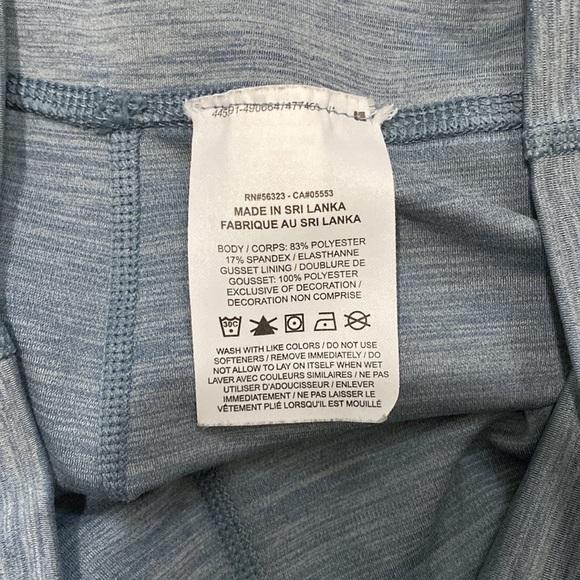 RN#56323 - CA#05553
MADE IN SRI LANKA
FABRIQUE AU SRI LANKA
BODY / CORPS: 83% POLYESTER
17% SPANDEX / ELASTHANNE
GUSSET LINING / DOUBLURE DE
GOUSSET: 100% POLYESTER
EXCLUSIVE OF DECORATION /
DECORATION NON COMPRISE
30C
WASH WITH LIKE COLORS / DO NOT USE
SOFTENERS / REMOVE IMMEDIATELY / DO
NOT ALLOW TO LAY ON ITSELF WHEN WET
LAVER AVEC COULEURS SIMILAIRES / NE PAS
UTILISER D'ADOUCISSEUR / ENLEVER
IMMÉDIATEMENT / NE PAS LAISSER LE
VÊTEMENT PLIÉ LORSQU'IL EST MOUILLÉ